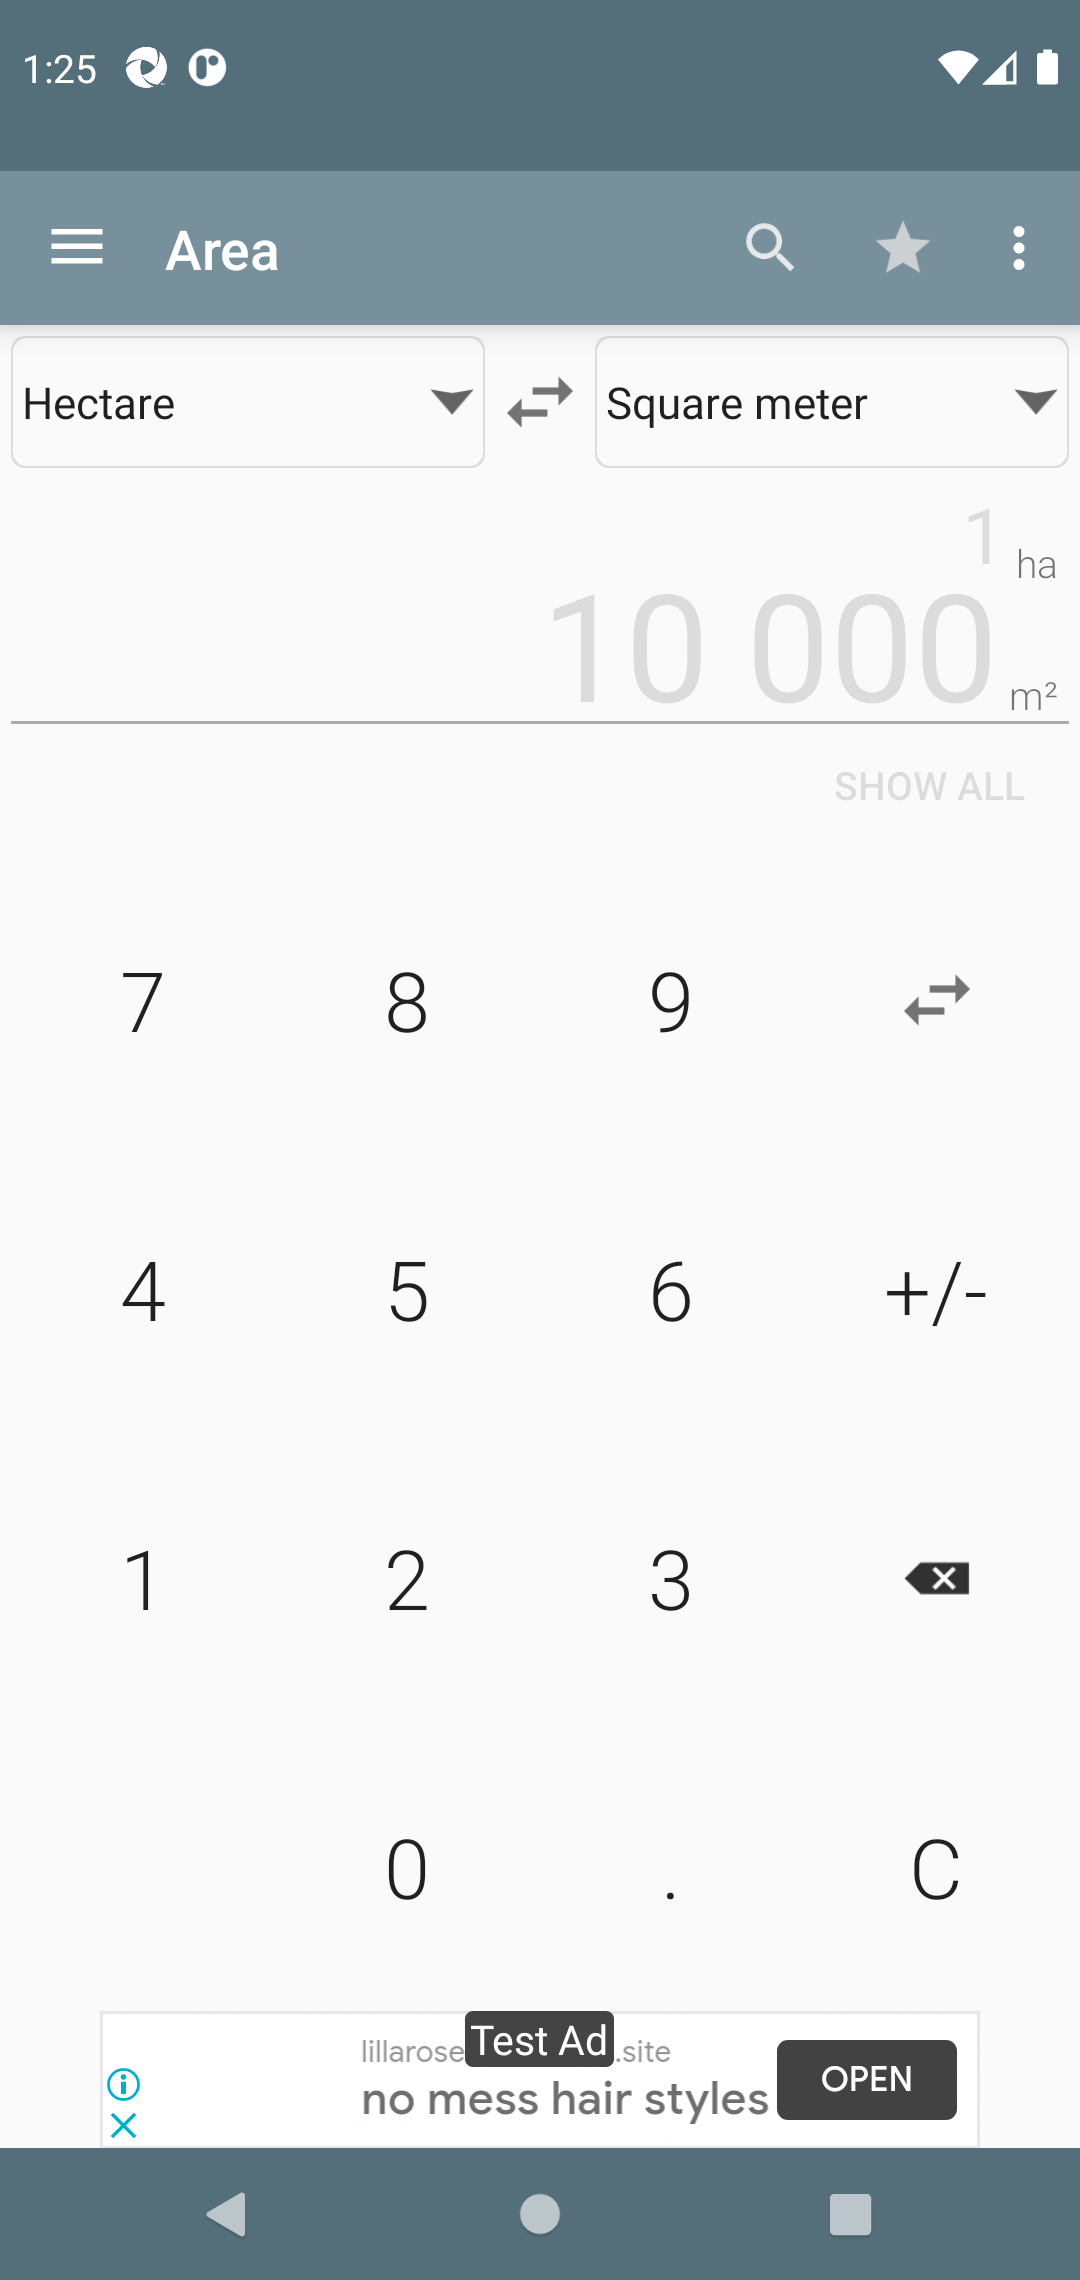 1:25
Area
Hectare
Square meter
1 ha
10 000 m²
SHOW ALL
7 8 9
4 5 6 +/-
1 2 3
0 . C
Test Ad
lillarose .site
no mess hair styles
OPEN